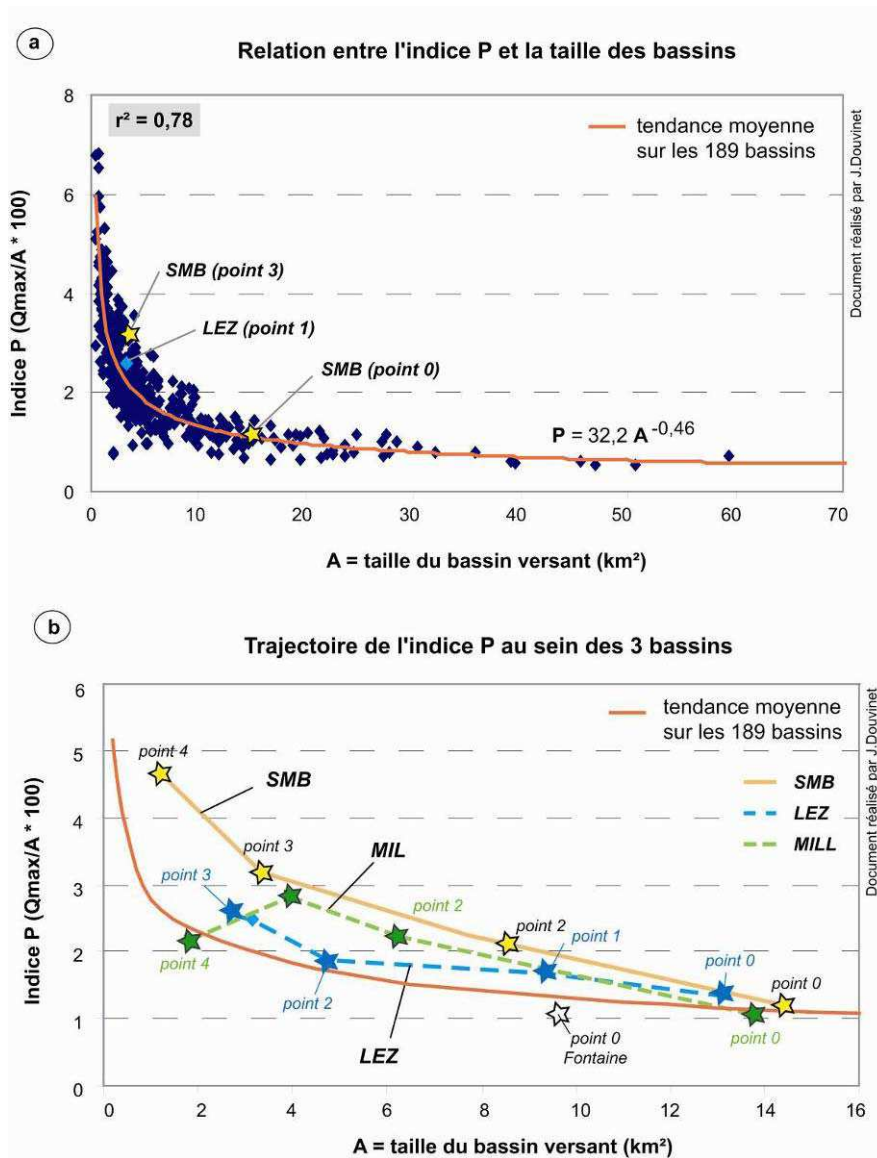 a
Relation entre l'indice P et la taille des bassins
8
r² = 0,78
tendance moyenne
sur les 189 bassins
6
SMB (point 3)
4
LEZ (point 1)
SMB (point 0)
2
P = 32,2 A^-0,46
0
0 10 20 30 40 50 60 70
Indice P (Qmax/A * 100)
A = taille du bassin versant (km²)
Document réalisé par J.Douvinet
b
Trajectoire de l'indice P au sein des 3 bassins
6
tendance moyenne
sur les 189 bassins
5
point 4
SMB
SMB
LEZ
4
MILL
point 3
MIL
point 3
3
point 2
point 2
point 1
2
point 4
point 0
point 2
point 0
1
LEZ
point 0
Fontaine
point 0
0
0 2 4 6 8 10 12 14 16
Indice P (Qmax/A * 100)
A = taille du bassin versant (km²)
Document réalisé par J.Douvinet